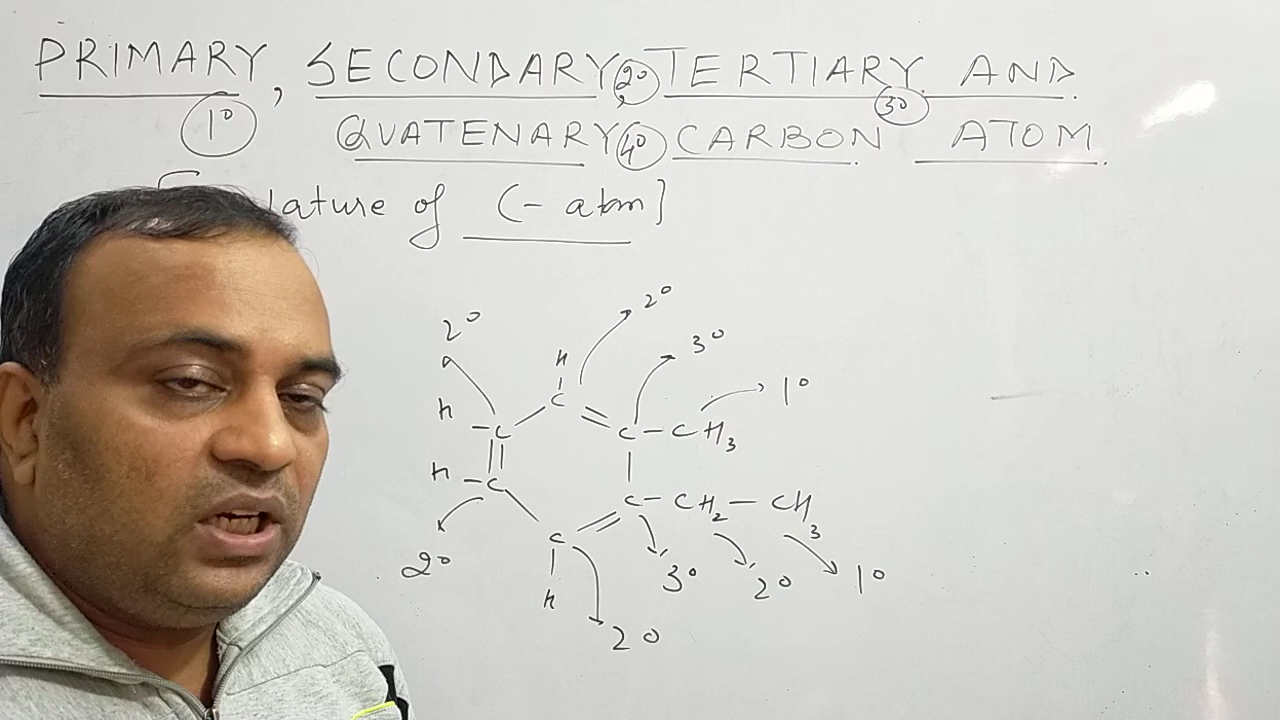 PRIMARY, SECONDARY, 2° TERTIARY AND
1° QUATENARY 4° CARBON 3° ATOM
lature of C- atom]
2°
2° 3°
H 1°
H C
C C - CH3
H C C - CH2 - CH3
C
2° 3° 2° 1°
H
2°